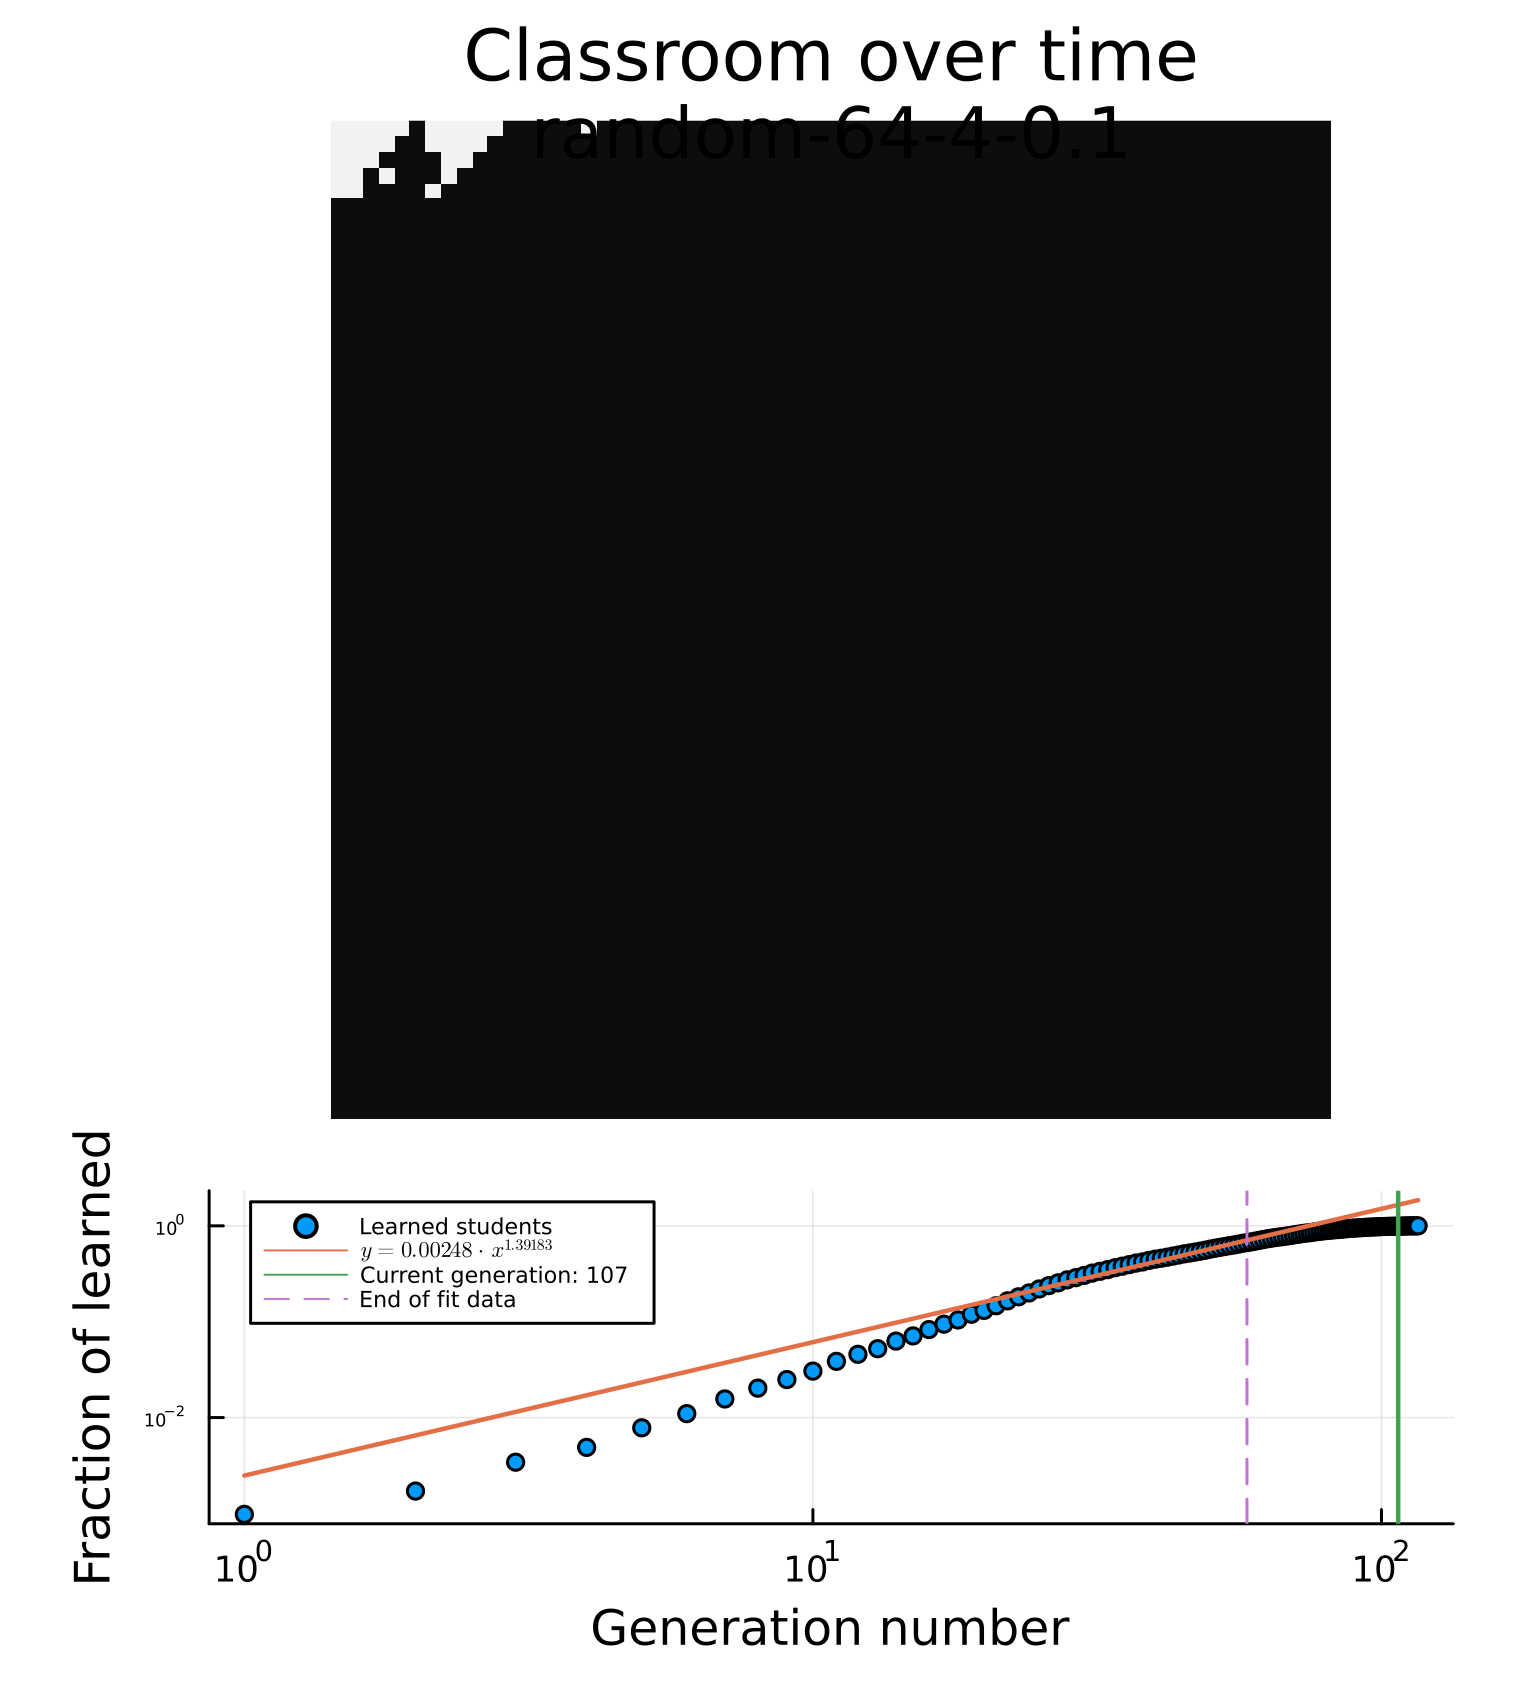 Classroom over time
random-64-4-0.1
Fraction of learned
10^0
10^-2
Learned students
y = 0.00248 · x^1.39183
Current generation: 107
End of fit data
10^0
10^1
10^2
Generation number